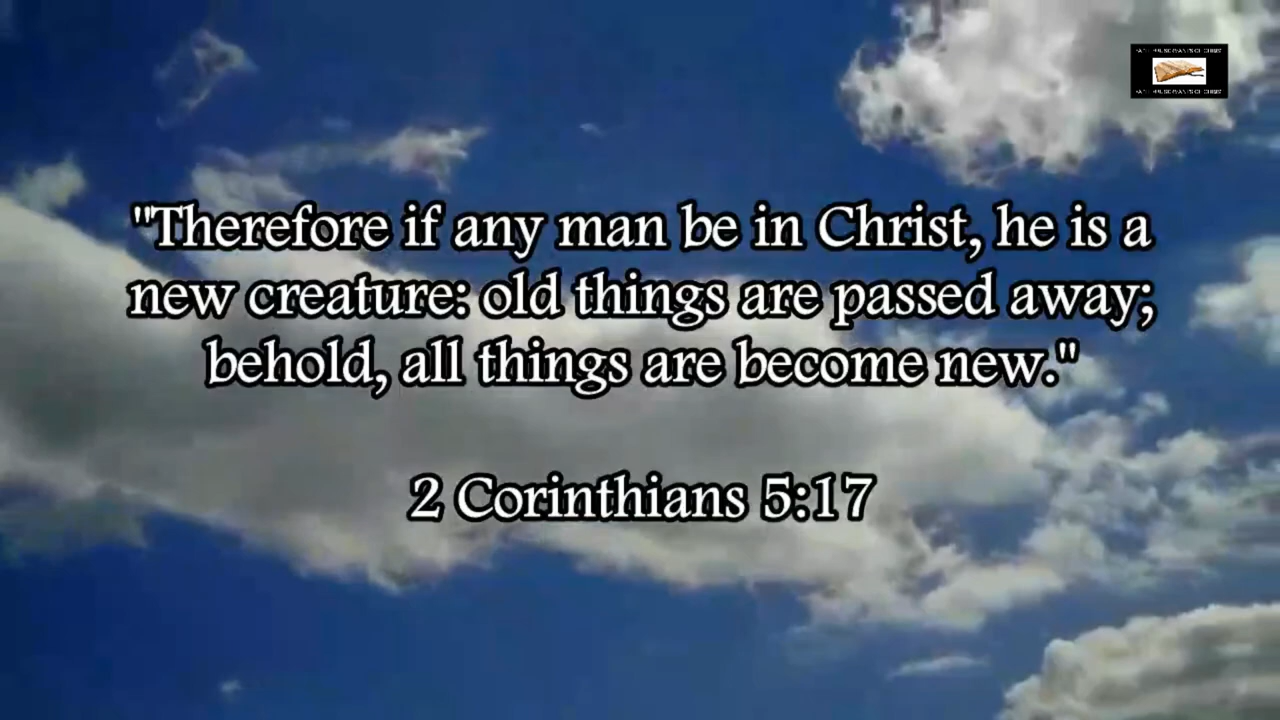 "Therefore if any man be in Christ, he is a
new creature: old things are passed away;
behold, all things are become new."
2 Corinthians 5:17